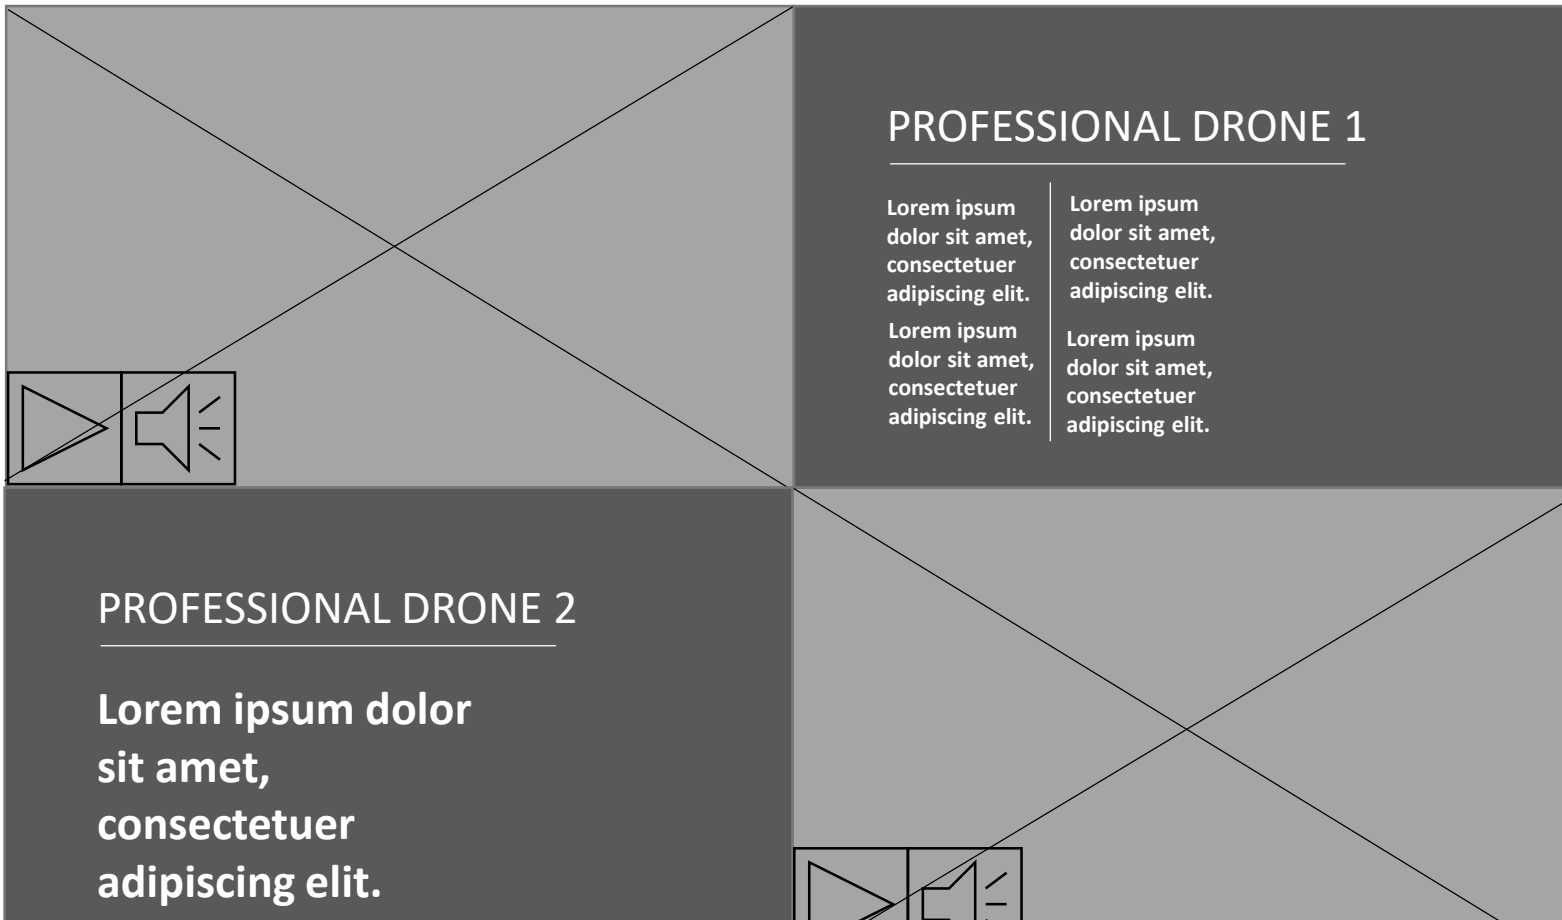 PROFESSIONAL DRONE 1
Lorem ipsum
dolor sit amet,
consectetuer
adipiscing elit.
Lorem ipsum
dolor sit amet,
consectetuer
adipiscing elit.
Lorem ipsum
dolor sit amet,
consectetuer
adipiscing elit.
Lorem ipsum
dolor sit amet,
consectetuer
adipiscing elit.
PROFESSIONAL DRONE 2
Lorem ipsum dolor
sit amet,
consectetuer
adipiscing elit.